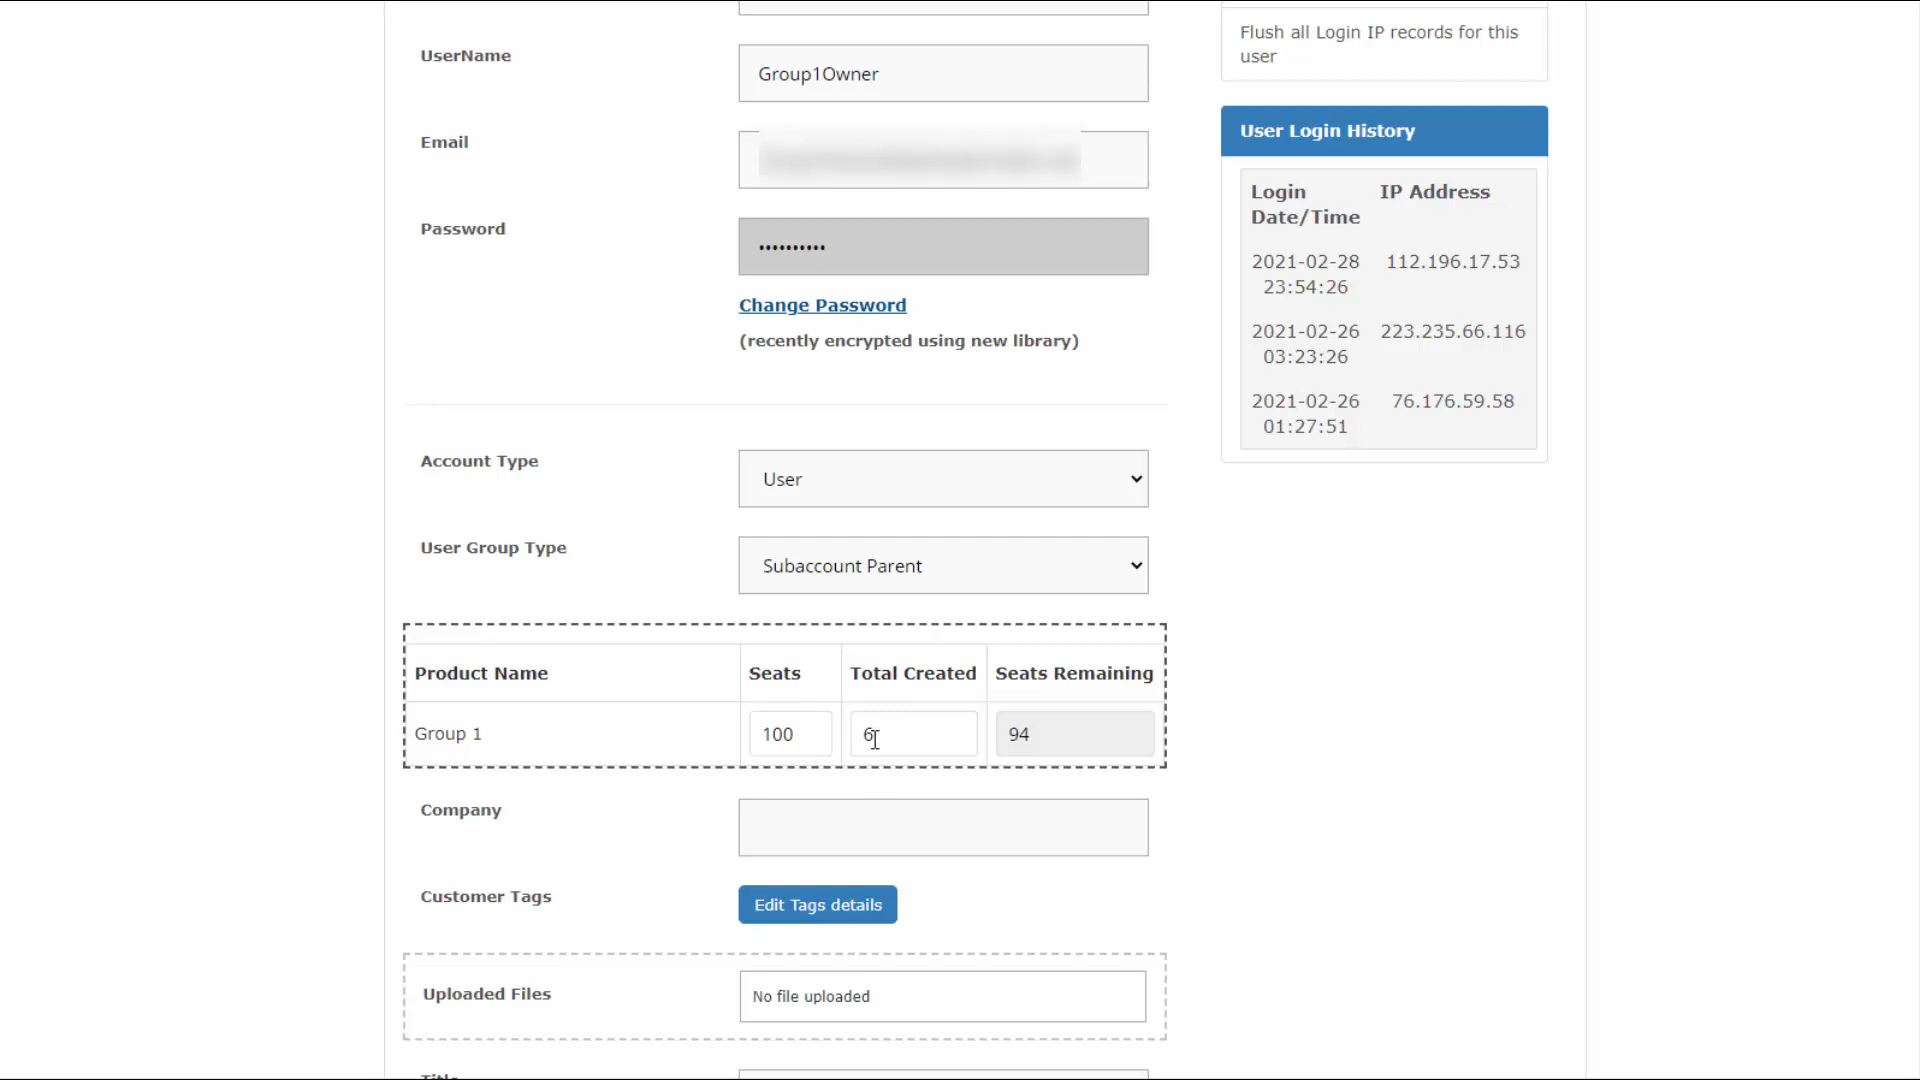 UserName
Group1Owner
Email
Password
••••••••••
Change Password
(recently encrypted using new library)
Account Type
User
User Group Type
Subaccount Parent
Product Name Seats Total Created Seats Remaining
Group 1 100 6 94
Company
Customer Tags
Edit Tags details
Uploaded Files
No file uploaded
Flush all Login IP records for this
user
User Login History
Login IP Address
Date/Time
2021-02-28 112.196.17.53
23:54:26
2021-02-26 223.235.66.116
03:23:26
2021-02-26 76.176.59.58
01:27:51